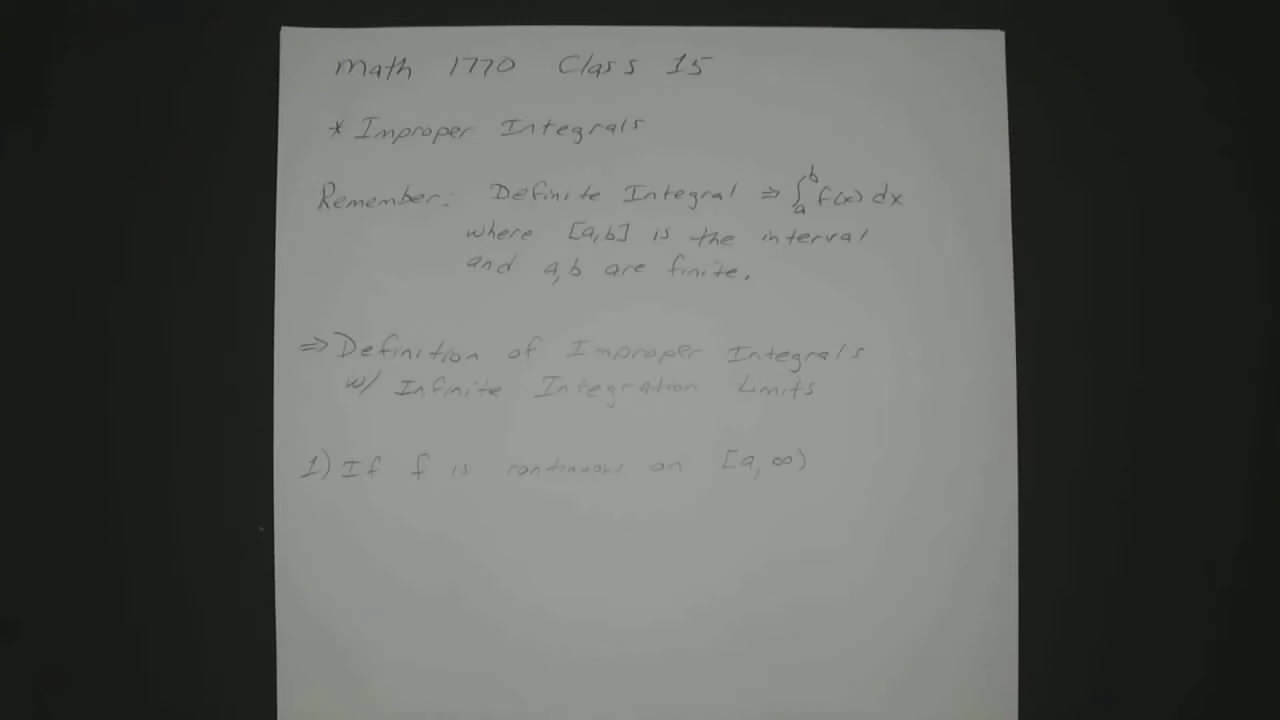 Math 1770 Class 15
* Improper Integrals
Remember: Definite Integral ⇒ ∫_a^b f(x) dx
where [a,b] is the interval
and a,b are finite.
⇒ Definition of Improper Integrals
w/ Infinite Integration Limits
1) If f is continuous on [a, ∞)